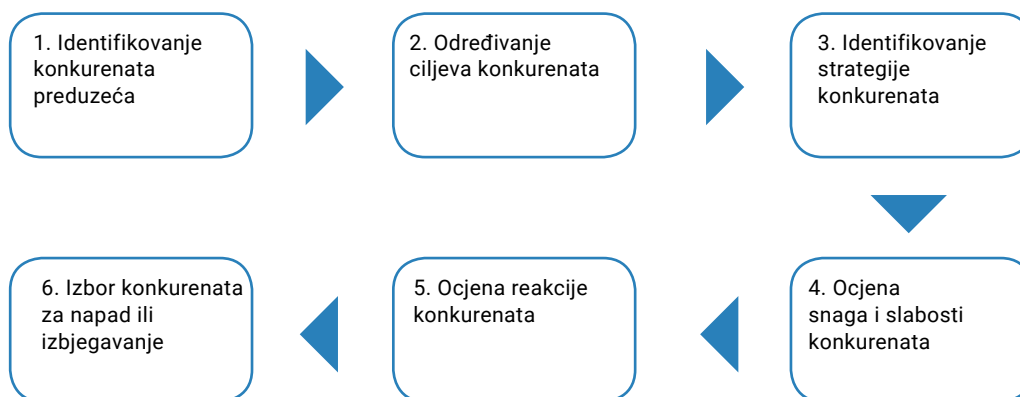 1. Identifikovanje
konkurenata
preduzeća
2. Određivanje
ciljeva konkurenata
3. Identifikovanje
strategije
konkurenata
4. Ocjena
snaga i slabosti
konkurenata
5. Ocjena reakcije
konkurenata
6. Izbor konkurenata
za napad ili
izbjegavanje